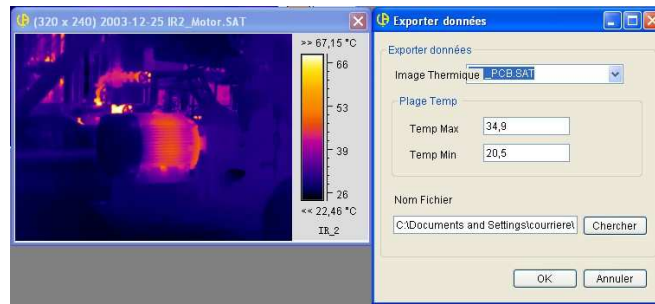 (320 x 240) 2003-12-25 IR2_Motor.SAT
>> 67,15 °C
66
53
39
26
<< 22,46 °C
IR_2
Exporter données
Exporter données
Image Thermique _PCB.SAT
Plage Temp
Temp Max 34,9
Temp Min 20,5
Nom Fichier
C:\Documents and Settings\courriere\ Chercher
OK Annuler